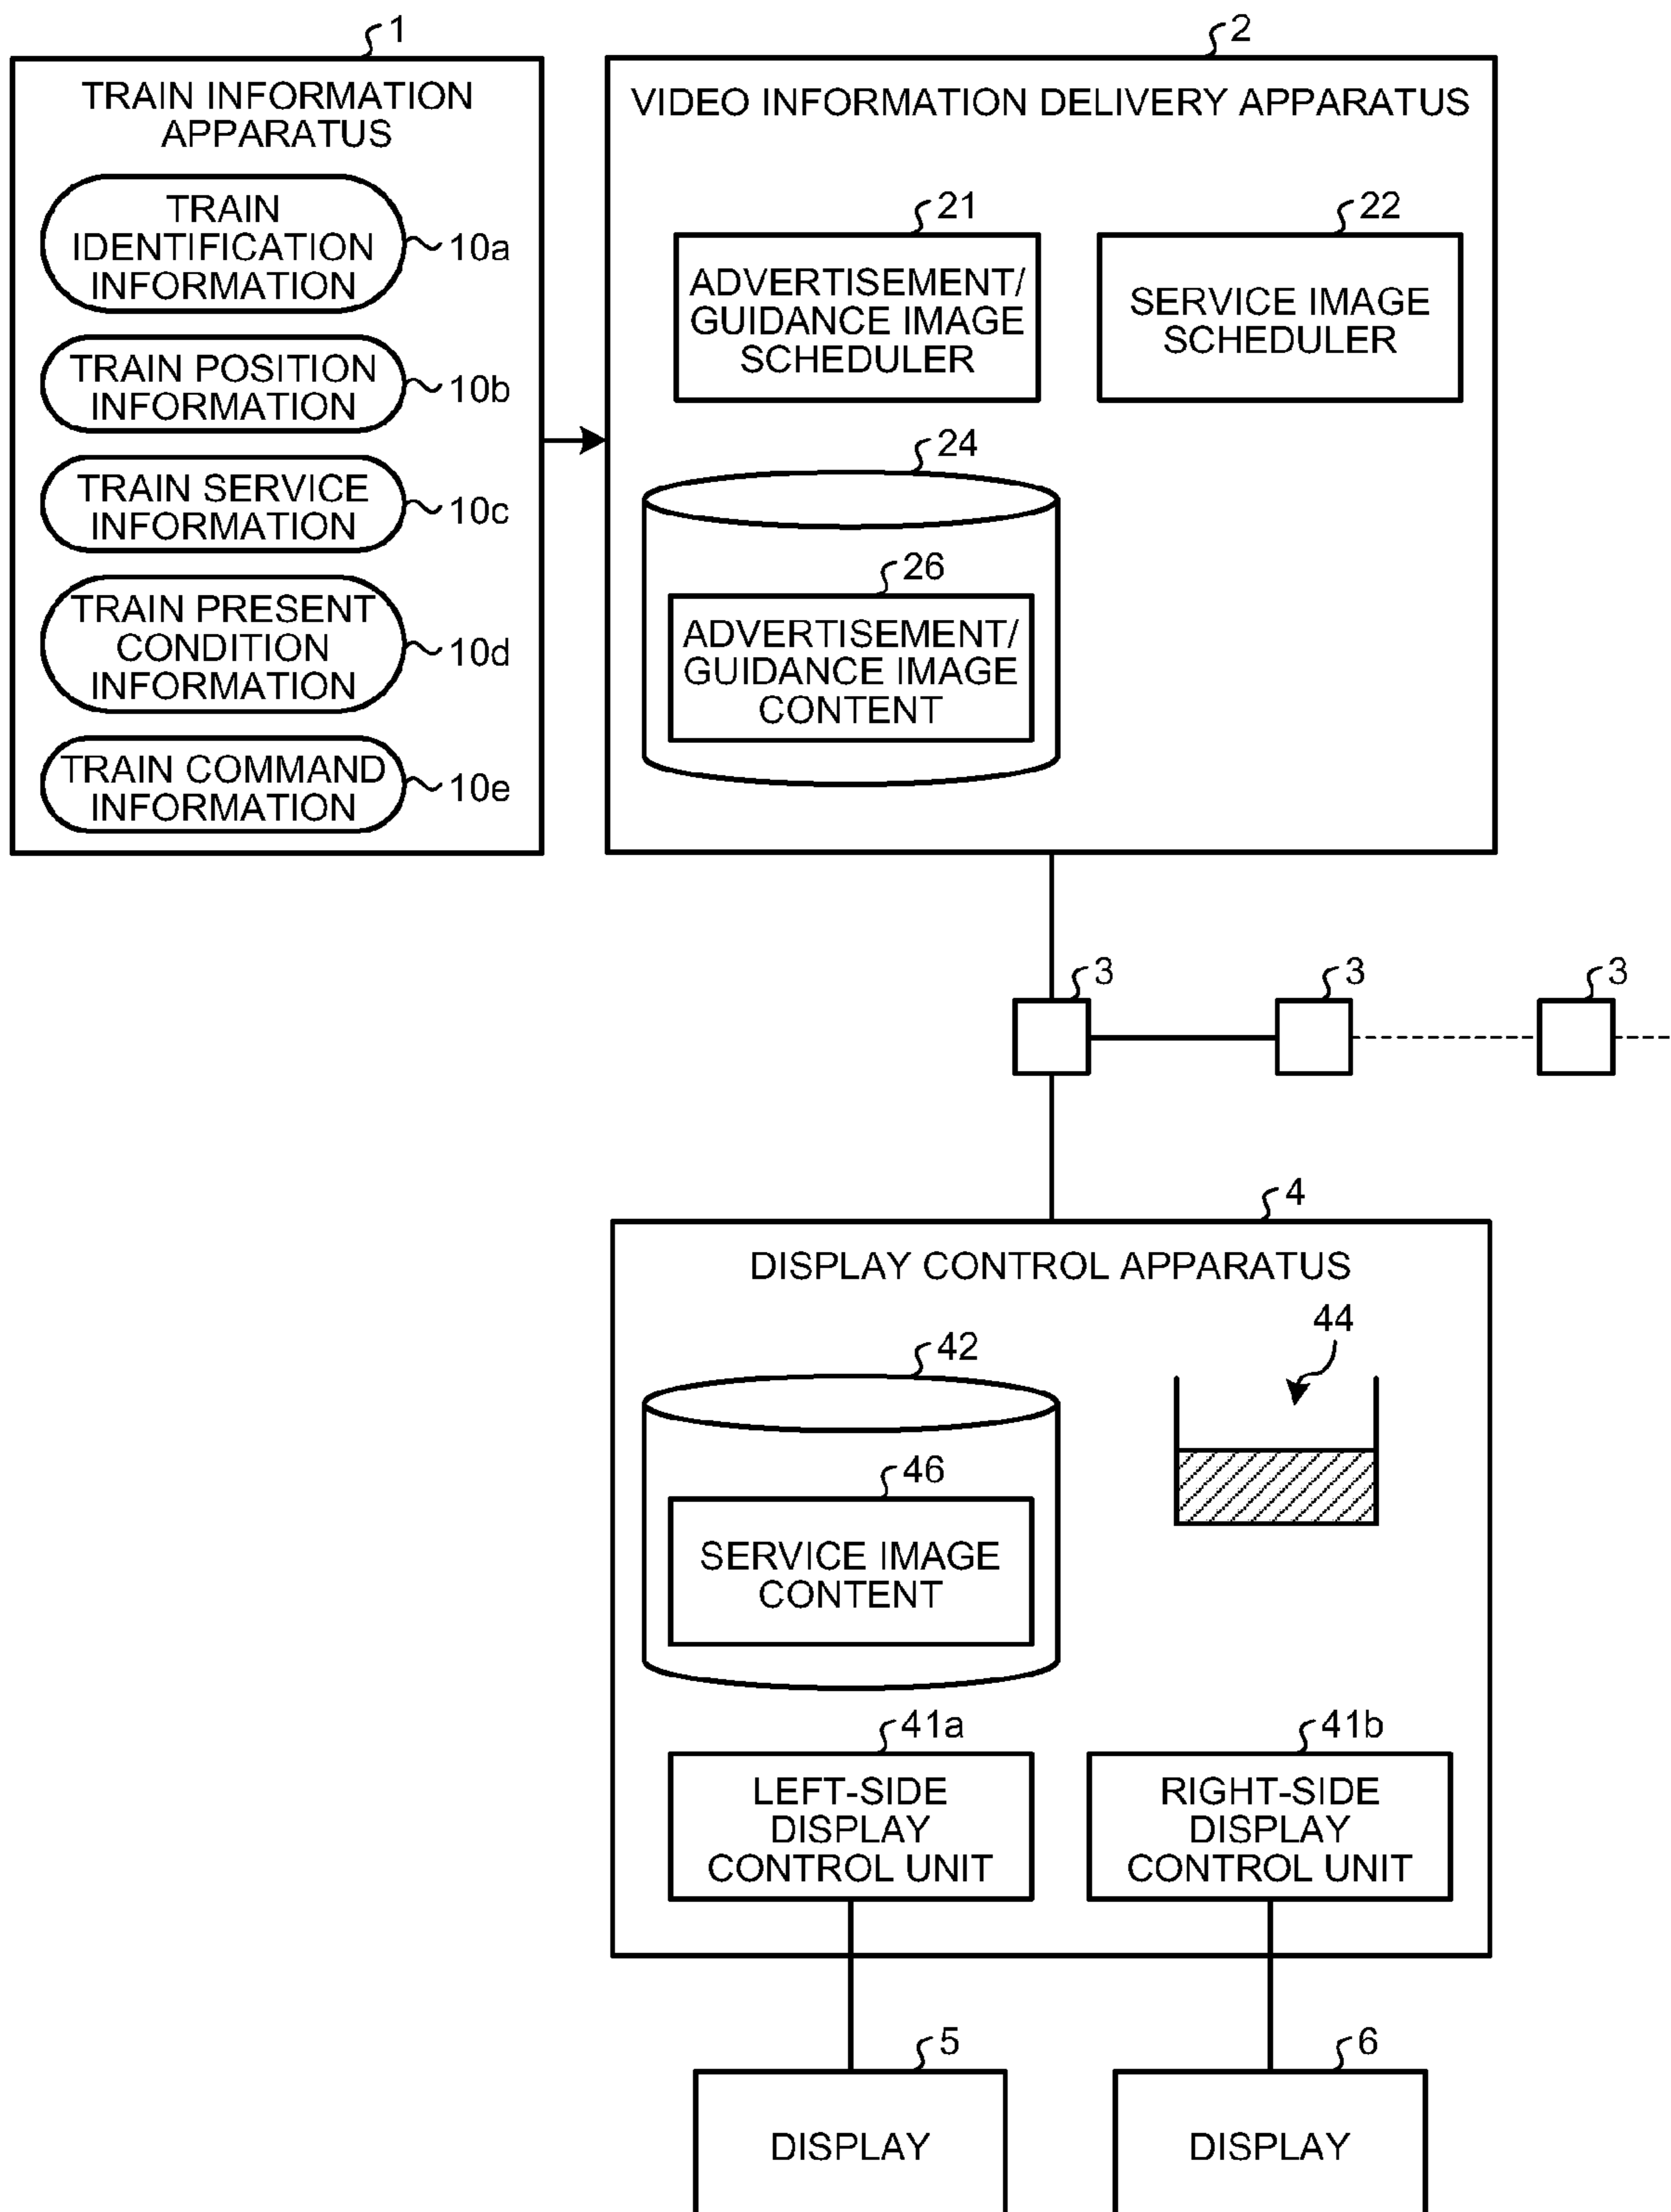 1
TRAIN INFORMATION
APPARATUS
TRAIN
IDENTIFICATION
INFORMATION
10a
TRAIN POSITION
INFORMATION
10b
TRAIN SERVICE
INFORMATION
10c
TRAIN PRESENT
CONDITION
INFORMATION
10d
TRAIN COMMAND
INFORMATION
10e
2
VIDEO INFORMATION DELIVERY APPARATUS
21
ADVERTISEMENT/
GUIDANCE IMAGE
SCHEDULER
22
SERVICE IMAGE
SCHEDULER
24
26
ADVERTISEMENT/
GUIDANCE IMAGE
CONTENT
3
3
3
4
DISPLAY CONTROL APPARATUS
42
44
46
SERVICE IMAGE
CONTENT
41a
LEFT-SIDE
DISPLAY
CONTROL UNIT
41b
RIGHT-SIDE
DISPLAY
CONTROL UNIT
5
DISPLAY
6
DISPLAY